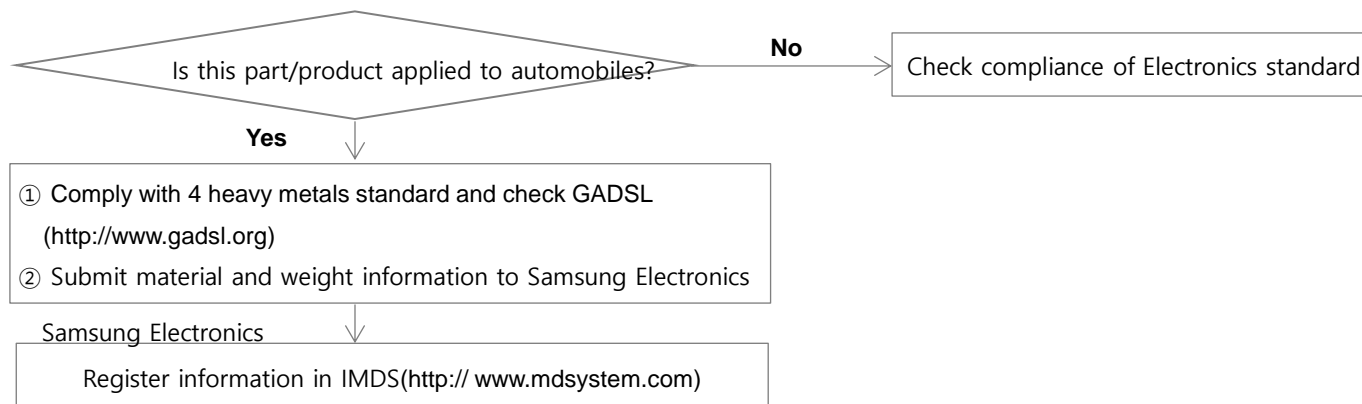 Is this part/product applied to automobiles?
No
Check compliance of Electronics standard
Yes
① Comply with 4 heavy metals standard and check GADSL
(http://www.gadsl.org)
② Submit material and weight information to Samsung Electronics
Samsung Electronics
Register information in IMDS(http:// www.mdsystem.com)